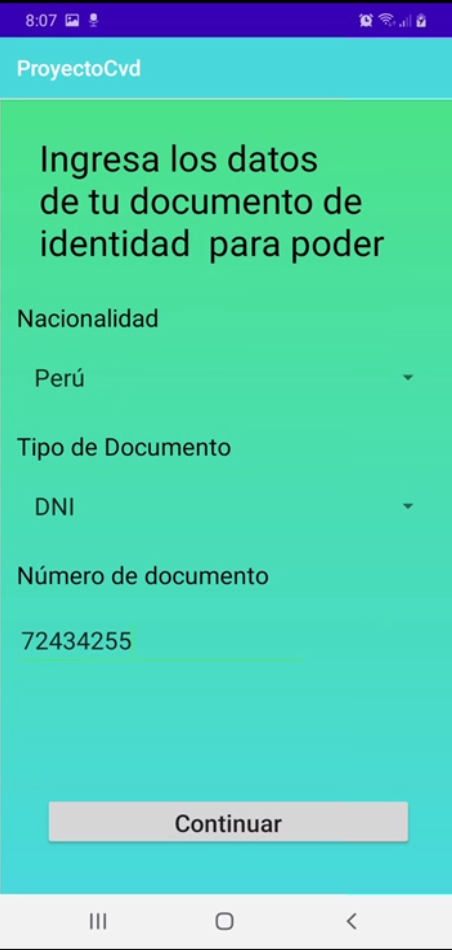 8:07
ProyectoCvd
Ingresa los datos
de tu documento de
identidad para poder
Nacionalidad
Perú
Tipo de Documento
DNI
Número de documento
72434255
Continuar